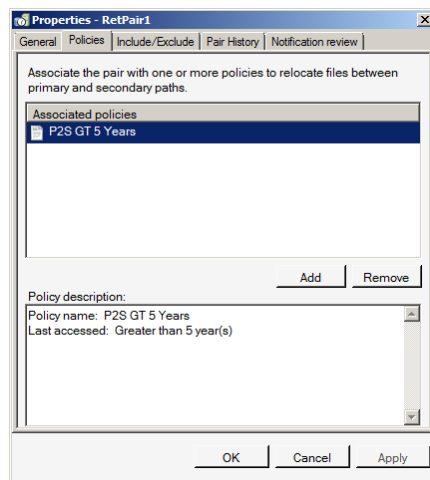 Properties - RetPair1
General Policies Include/Exclude Pair History Notification review
Associate the pair with one or more policies to relocate files between
primary and secondary paths.
Associated policies
P2S GT 5 Years
Add Remove
Policy description:
Policy name: P2S GT 5 Years
Last accessed: Greater than 5 year(s)
OK Cancel Apply